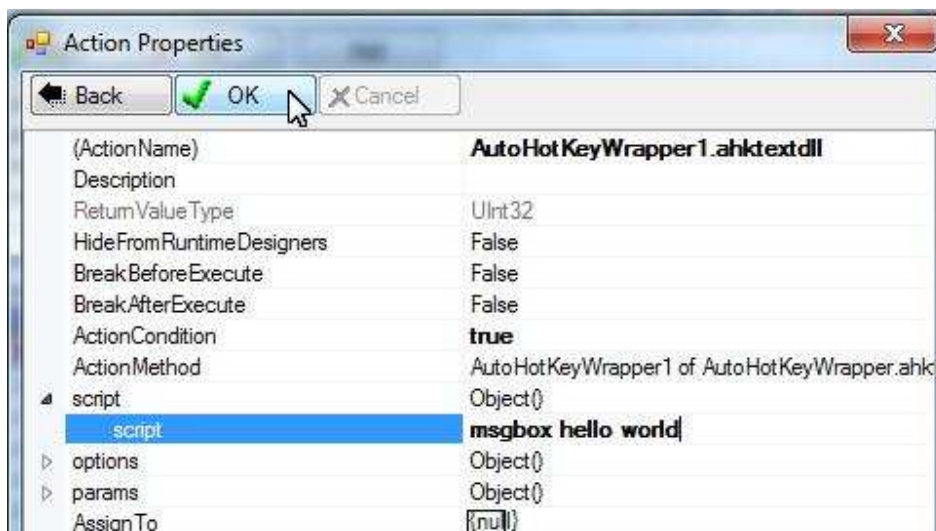 Action Properties
Back OK Cancel
(ActionName) AutoHotKeyWrapper1.ahktextdll
Description
ReturnValueType UInt32
HideFromRuntimeDesigners False
BreakBeforeExecute False
BreakAfterExecute False
ActionCondition true
ActionMethod AutoHotKeyWrapper1 of AutoHotKeyWrapper.ahk
script Object()
script msgbox hello world
options Object()
params Object()
AssignTo {null}